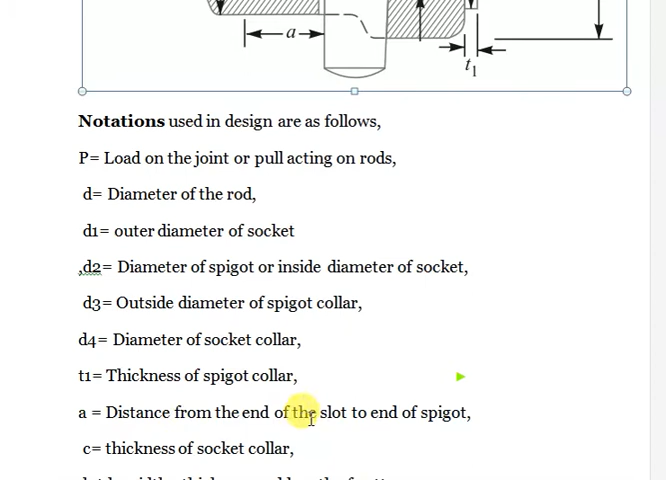 a
t1
Notations used in design are as follows,
P= Load on the joint or pull acting on rods,
d= Diameter of the rod,
d1= outer diameter of socket
,d2= Diameter of spigot or inside diameter of socket,
d3= Outside diameter of spigot collar,
d4= Diameter of socket collar,
t1= Thickness of spigot collar,
a = Distance from the end of the slot to end of spigot,
c= thickness of socket collar,